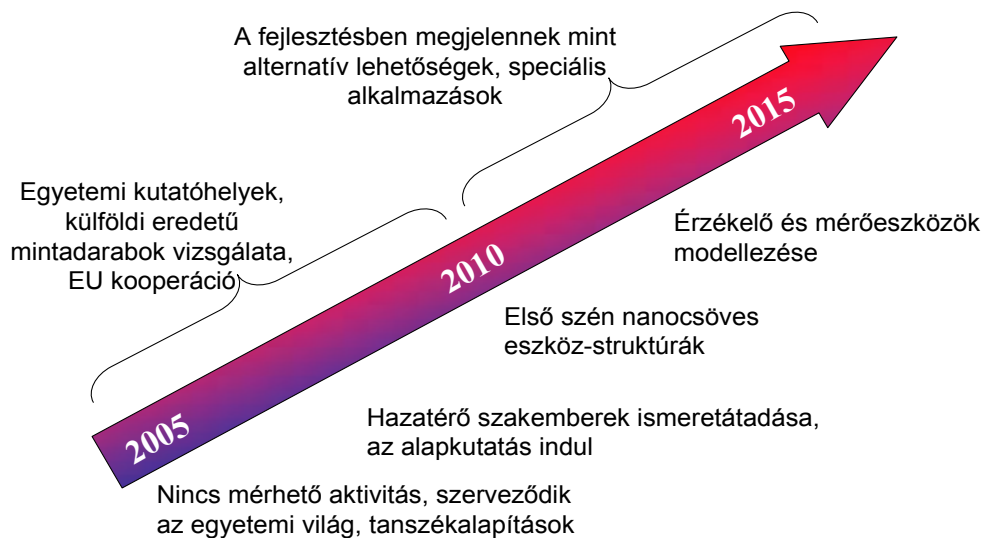 A fejlesztésben megjelennek mint
alternatív lehetőségek, speciális
alkalmazások
2015
Egyetemi kutatóhelyek,
külföldi eredetű
mintadarabok vizsgálata,
EU kooperáció
Érzékelő és mérőeszközök
modellezése
2010
Első szén nanocsöves
eszköz-struktúrák
Hazatérő szakemberek ismeretátadása,
az alapkutatás indul
2005
Nincs mérhető aktivitás, szerveződik
az egyetemi világ, tanszékalapítások